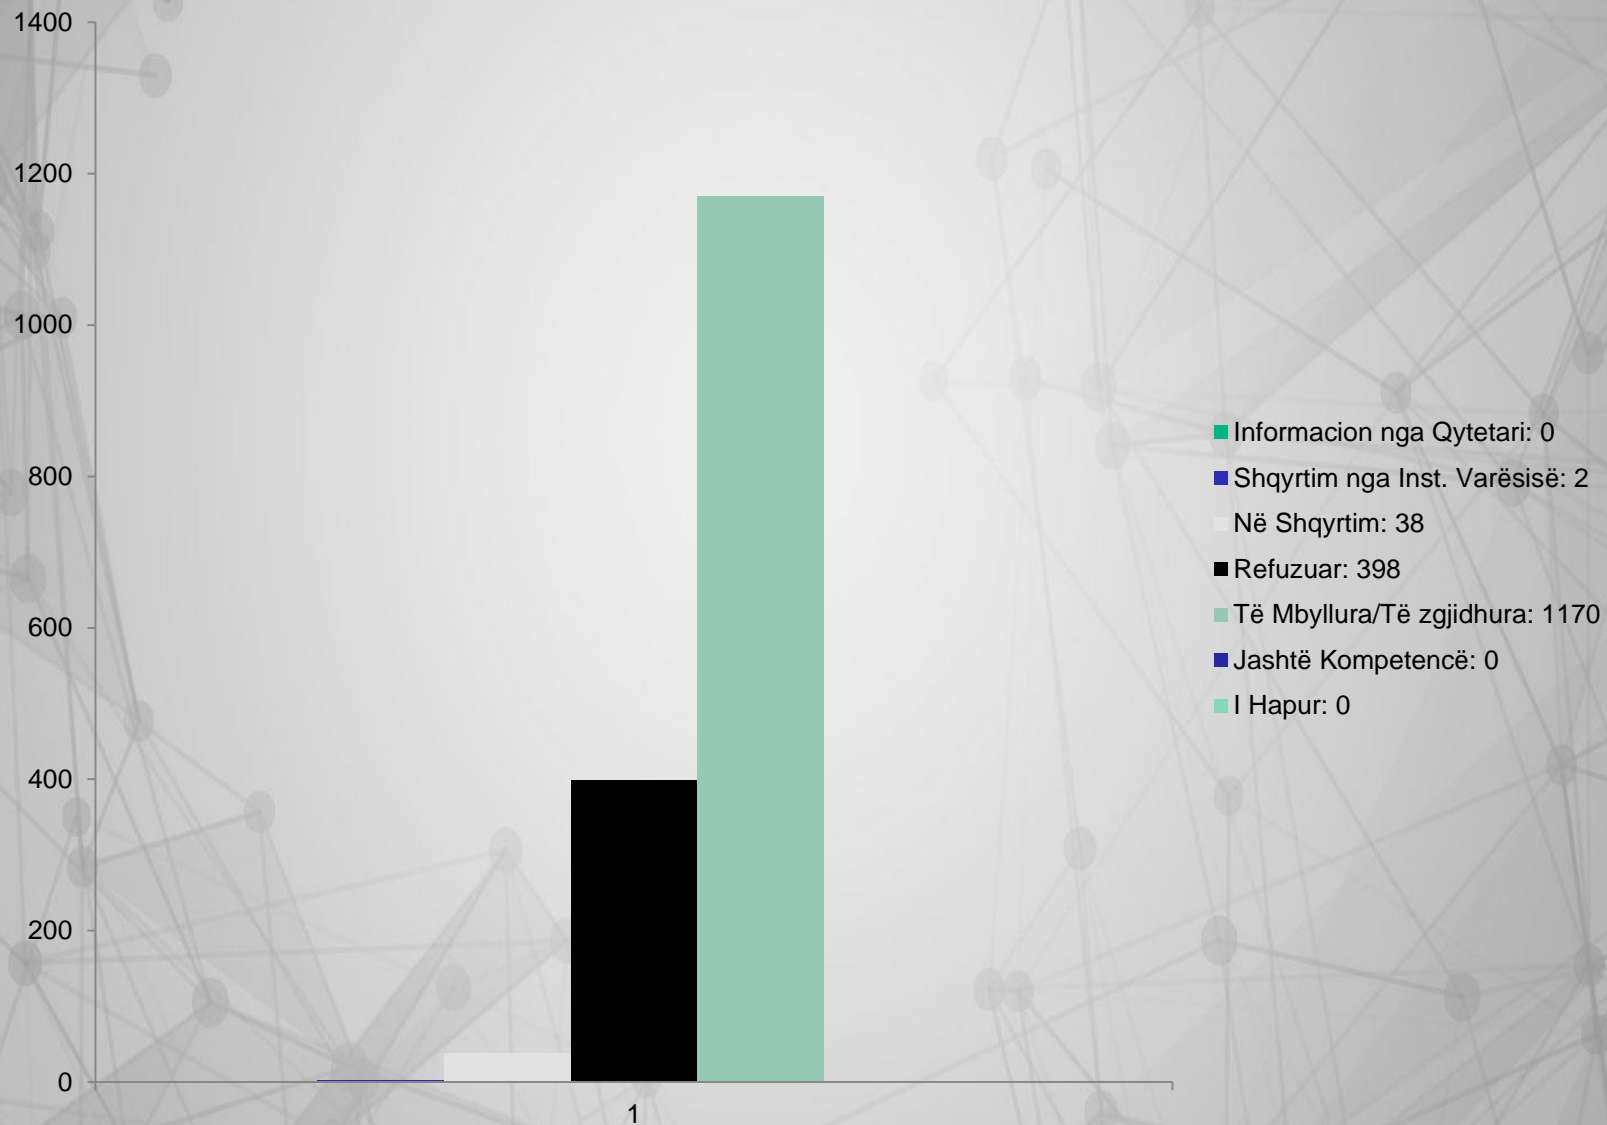 1400
1200
1000
800
600
400
200
0
1
Informacion nga Qytetari: 0
Shqyrtim nga Inst. Varësisë: 2
Në Shqyrtim: 38
Refuzuar: 398
Të Mbyllura/Të zgjidhura: 1170
Jashtë Kompetencë: 0
I Hapur: 0